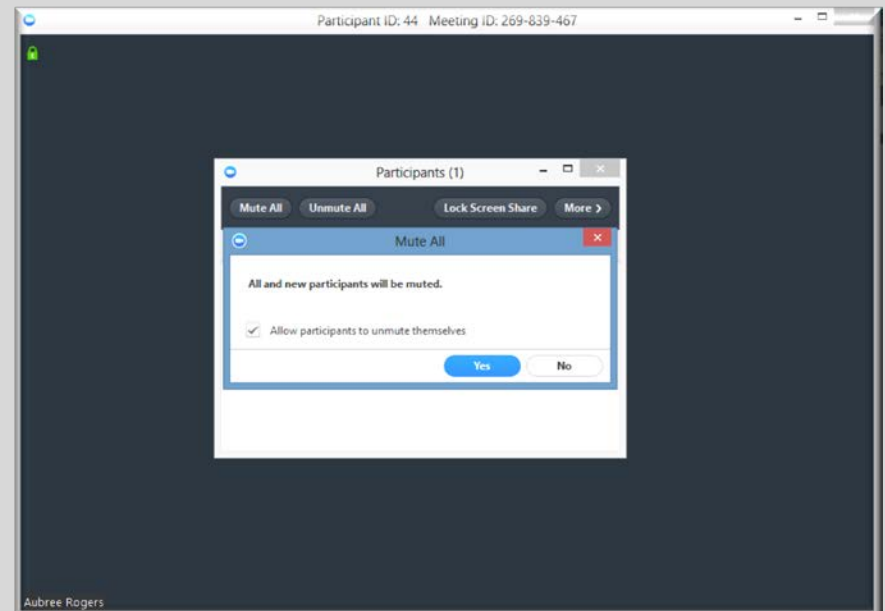 Participant ID: 44 Meeting ID: 269-839-467
Participants (1)
Mute All Unmute All Lock Screen Share More >
Mute All
All and new participants will be muted.
Allow participants to unmute themselves
Yes No
Aubree Rogers